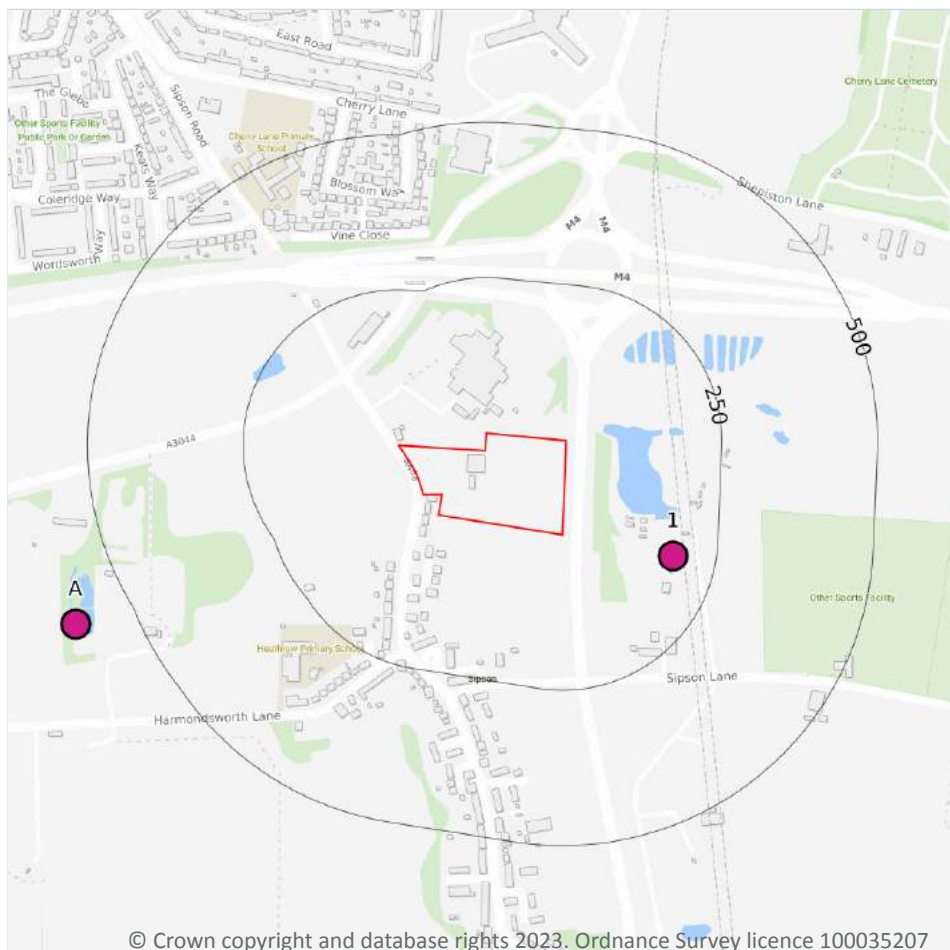 East Road
The Glebe
Sipson Road
Cherry Lane
Cherry Lane Cemetery
Other Sports Facility
Public Park Or Garden
Keats Way
Cherry Lane Primary
School
Blossom Way
Coleridge Way
Shepiston Lane
Vine Close
Wordsworth Way
M4
M4
M4
500
250
A3044
1
A
Other Sports Facility
Heathrow Primary School
Sipson
Sipson Lane
Harmondsworth Lane
© Crown copyright and database rights 2023. Ordnance Survey licence 100035207